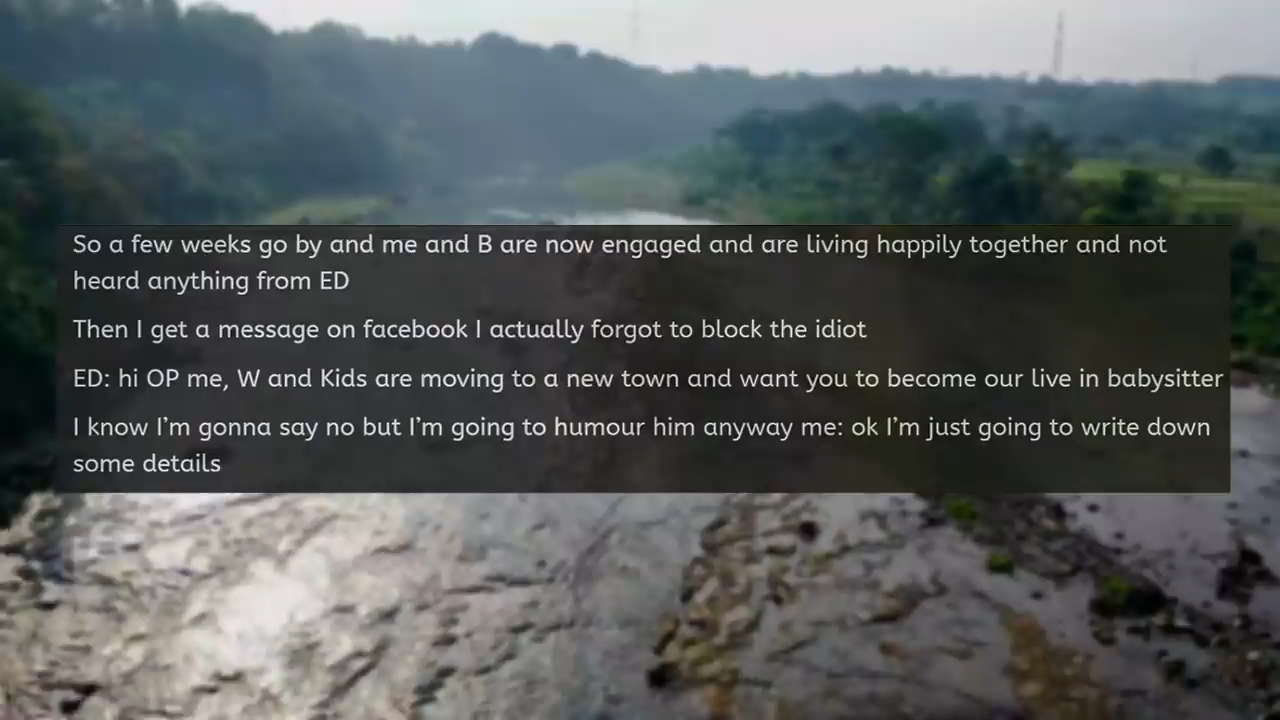 So a few weeks go by and me and B are now engaged and are living happily together and not
heard anything from ED
Then I get a message on facebook I actually forgot to block the idiot
ED: hi OP me, W and Kids are moving to a new town and want you to become our live in babysitter
I know I'm gonna say no but I'm going to humour him anyway me: ok I'm just going to write down
some details